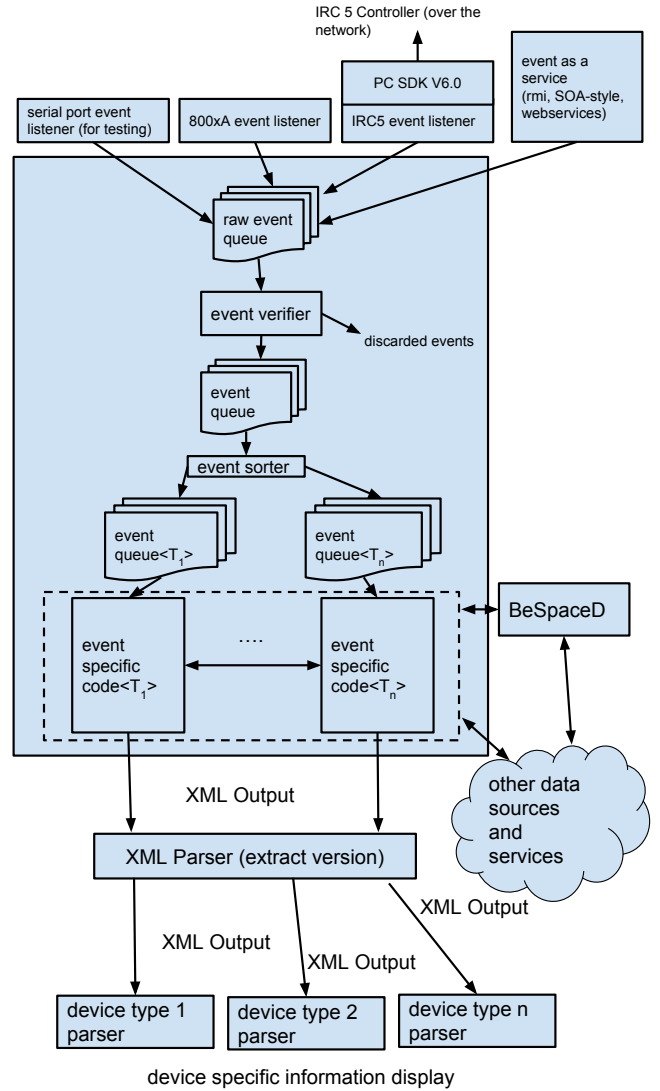 IRC 5 Controller (over the
network)
PC SDK V6.0
event as a
service
(rmi, SOA-style,
webservices)
serial port event
listener (for testing)
800xA event listener
IRC5 event listener
raw event
queue
event verifier
discarded events
event
queue
event sorter
event
queue<T1>
event
queue<Tn>
BeSpaceD
event
specific
code<T1>
....
event
specific
code<Tn>
other data
sources
and
services
XML Output
XML Parser (extract version)
XML Output
XML Output
XML Output
device type 1
parser
device type 2
parser
device type n
parser
device specific information display